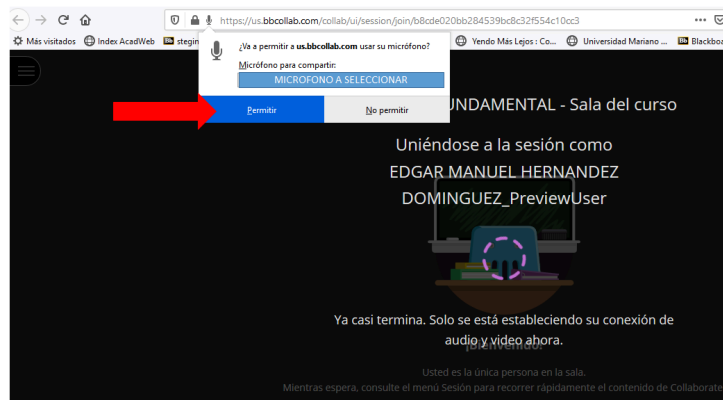 https://us.bbcollab.com/collab/ui/session/join/b8cde020bb284539bc8c32f554c10cc3
Más visitados Index AcadWeb stegin Yendo Más Lejos : Co... Universidad Mariano ... Bb Blackboa
¿Va a permitir a us.bbcollab.com usar su micrófono?
Micrófono para compartir:
MICROFONO A SELECCIONAR
Permitir No permitir
NDAMENTAL - Sala del curso
Uniéndose a la sesión como
EDGAR MANUEL HERNANDEZ
DOMINGUEZ_PreviewUser
Ya casi termina. Solo se está estableciendo su conexión de
audio y video ahora.
¡Bienvenido!
Usted es la única persona en la sala.
Mientras espera, consulte el menú Sesión para recorrer rápidamente el contenido de Collaborate